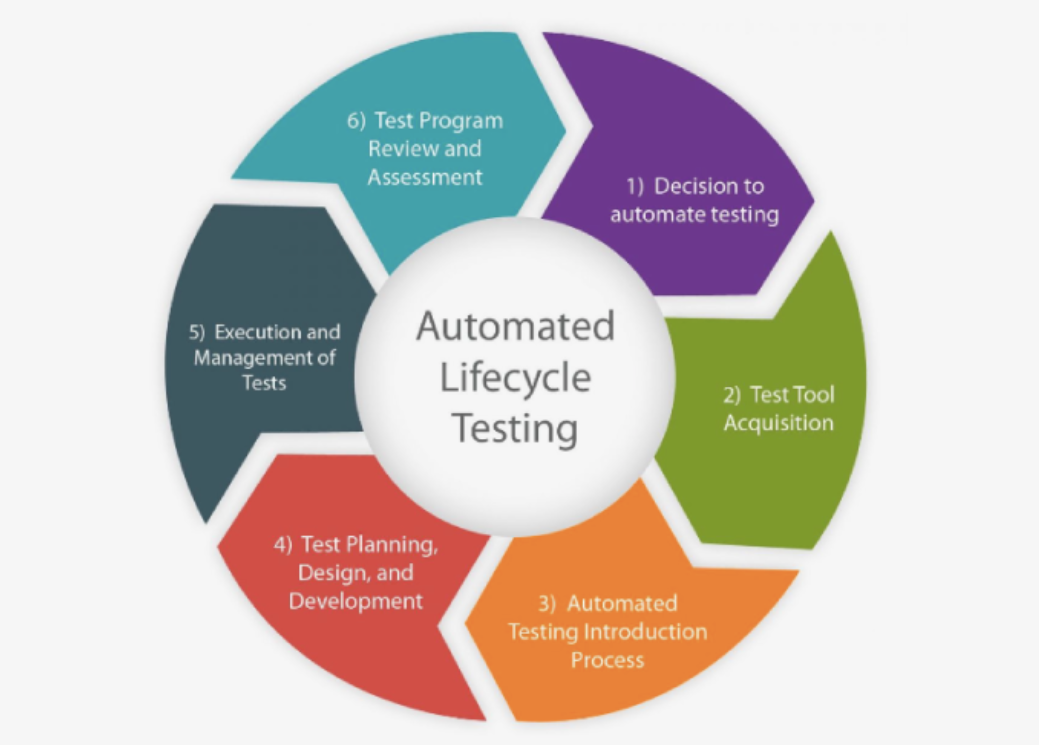 Automated
Lifecycle
Testing
1) Decision to
automate testing
2) Test Tool
Acquisition
3) Automated
Testing Introduction
Process
4) Test Planning,
Design, and
Development
5) Execution and
Management of
Tests
6) Test Program
Review and
Assessment